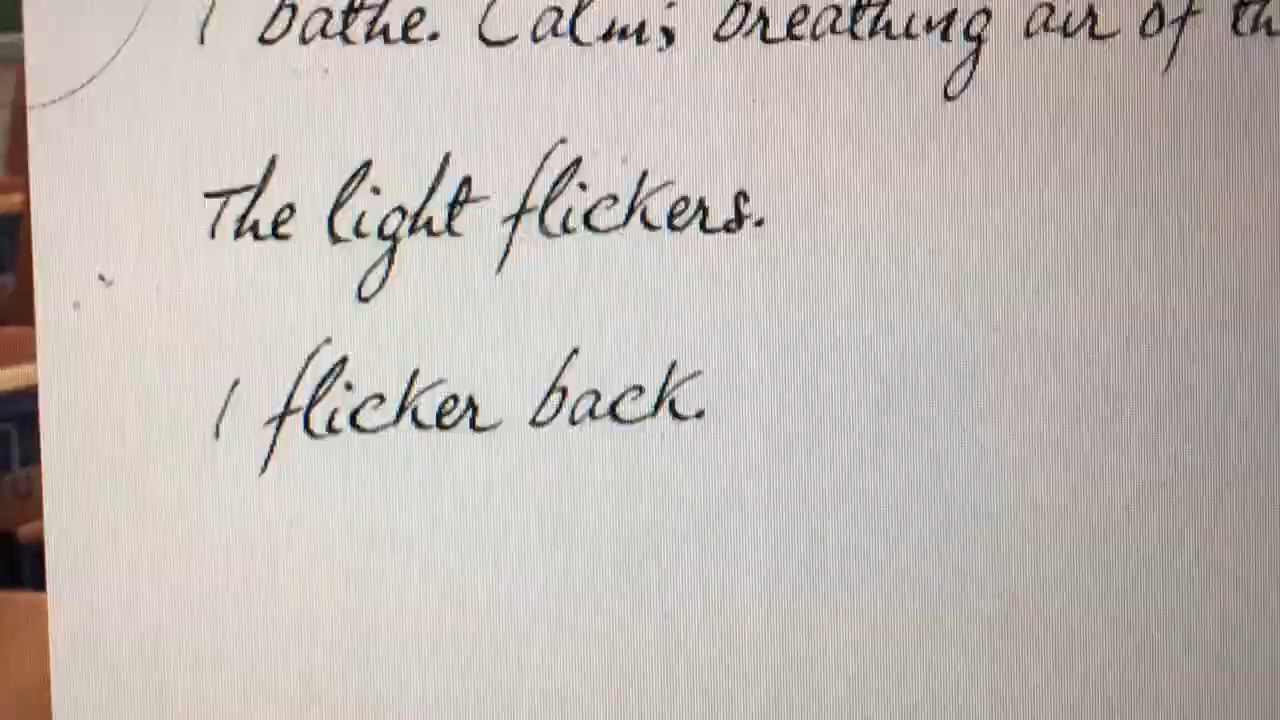 I bathe. Calm; breathing air of
The light flickers.
I flicker back.